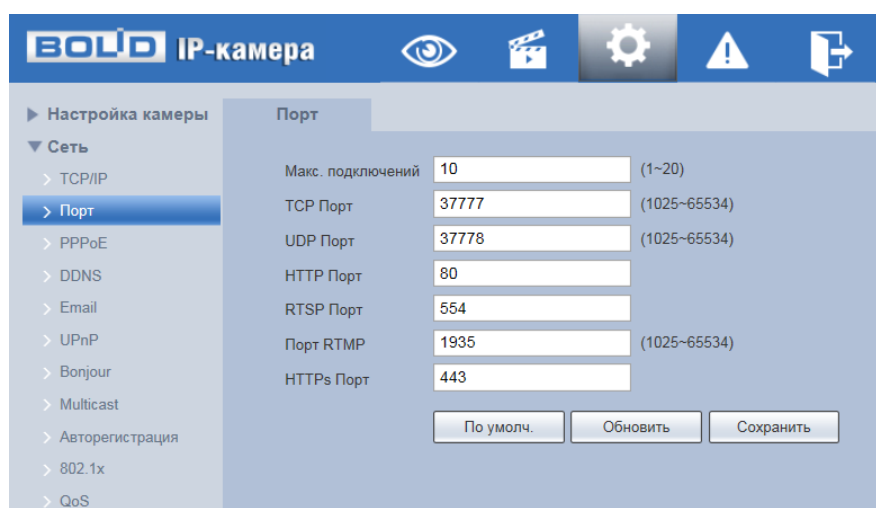 BOLID IP-камера
Настройка камеры
Сеть
TCP/IP
Порт
PPPoE
DDNS
Email
UPnP
Bonjour
Multicast
Авторегистрация
802.1x
QoS
Порт
Макс. подключений 10 (1~20)
TCP Порт 37777 (1025~65534)
UDP Порт 37778 (1025~65534)
HTTP Порт 80
RTSP Порт 554
Порт RTMP 1935 (1025~65534)
HTTPs Порт 443
По умолч. Обновить Сохранить